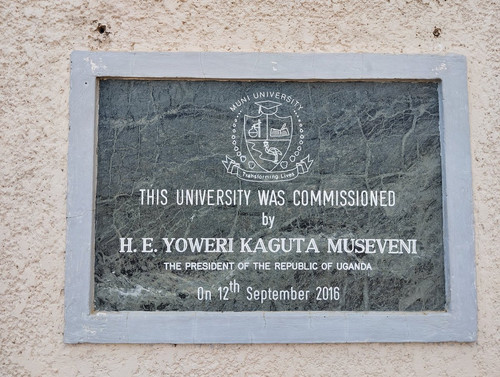 MUNI UNIVERSITY
Transforming Lives
THIS UNIVERSITY WAS COMMISSIONED
by
H. E. YOWERI KAGUTA MUSEVENI
THE PRESIDENT OF THE REPUBLIC OF UGANDA
On 12th September 2016